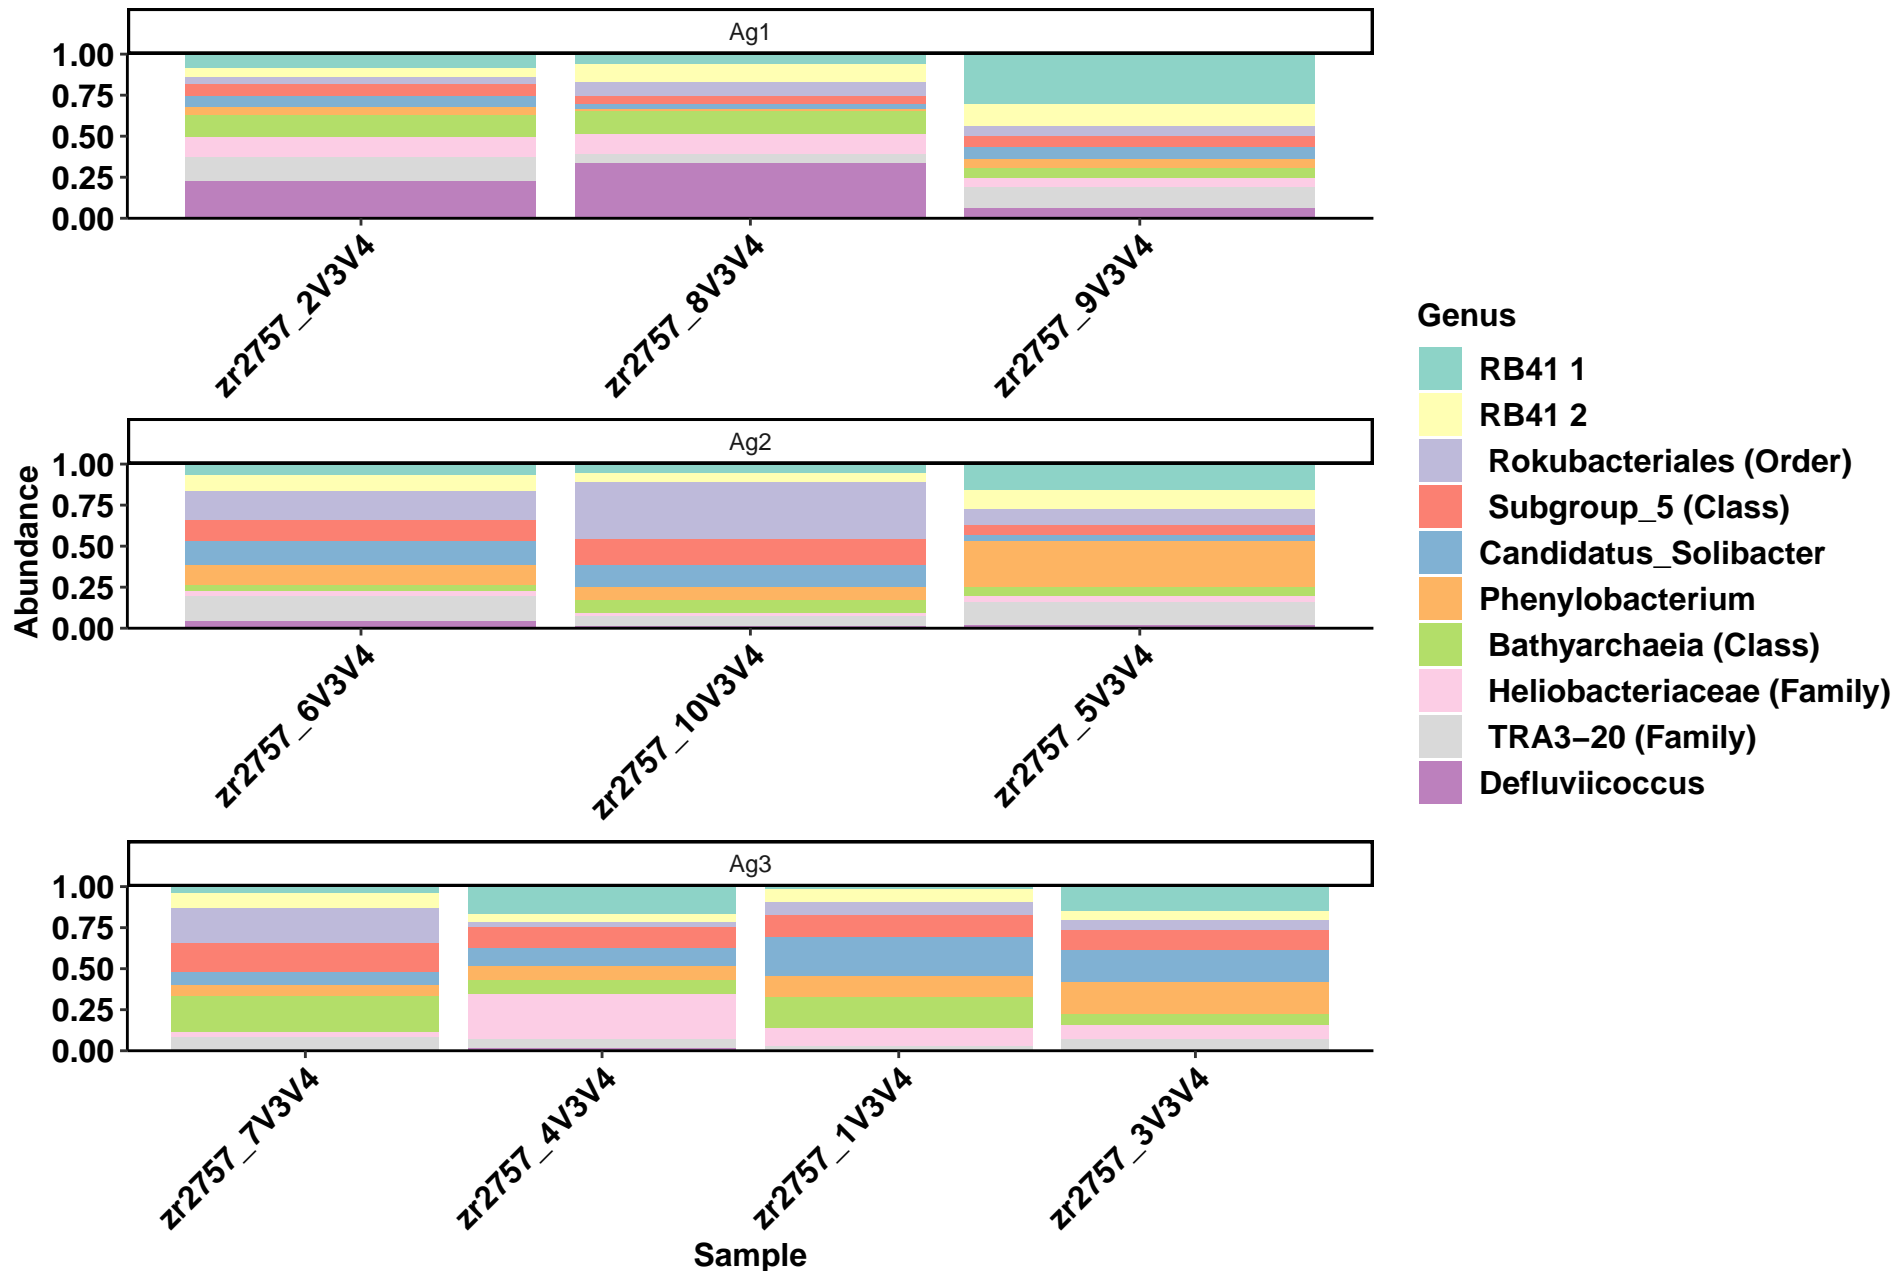 Ag1
1.00
0.75
0.50
0.25
0.00
zr2757_2V3V4
zr2757_8V3V4
zr2757_9V3V4
Ag2
1.00
0.75
0.50
0.25
0.00
zr2757_6V3V4
zr2757_10V3V4
zr2757_5V3V4
Ag3
1.00
0.75
0.50
0.25
0.00
zr2757_7V3V4
zr2757_4V3V4
zr2757_1V3V4
zr2757_3V3V4
Abundance
Sample
Genus
RB41 1
RB41 2
Rokubacteriales (Order)
Subgroup_5 (Class)
Candidatus_Solibacter
Phenylobacterium
Bathyarchaeia (Class)
Heliobacteriaceae (Family)
TRA3−20 (Family)
Defluviicoccus